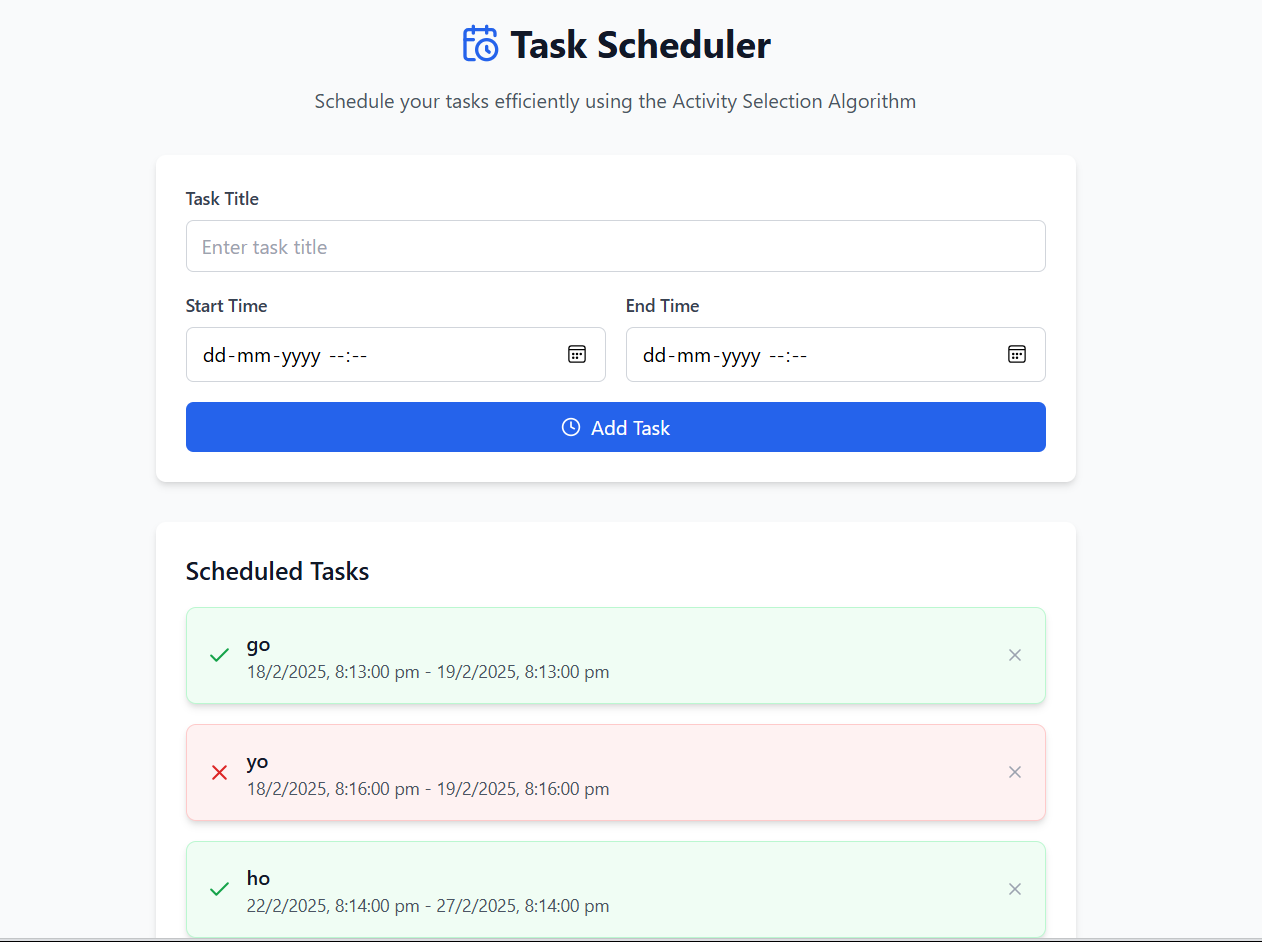 Task Scheduler
Schedule your tasks efficiently using the Activity Selection Algorithm
Task Title
Enter task title
Start Time
End Time
dd-mm-yyyy --:--
dd-mm-yyyy --:--
Add Task
Scheduled Tasks
go
18/2/2025, 8:13:00 pm - 19/2/2025, 8:13:00 pm
yo
18/2/2025, 8:16:00 pm - 19/2/2025, 8:16:00 pm
ho
22/2/2025, 8:14:00 pm - 27/2/2025, 8:14:00 pm